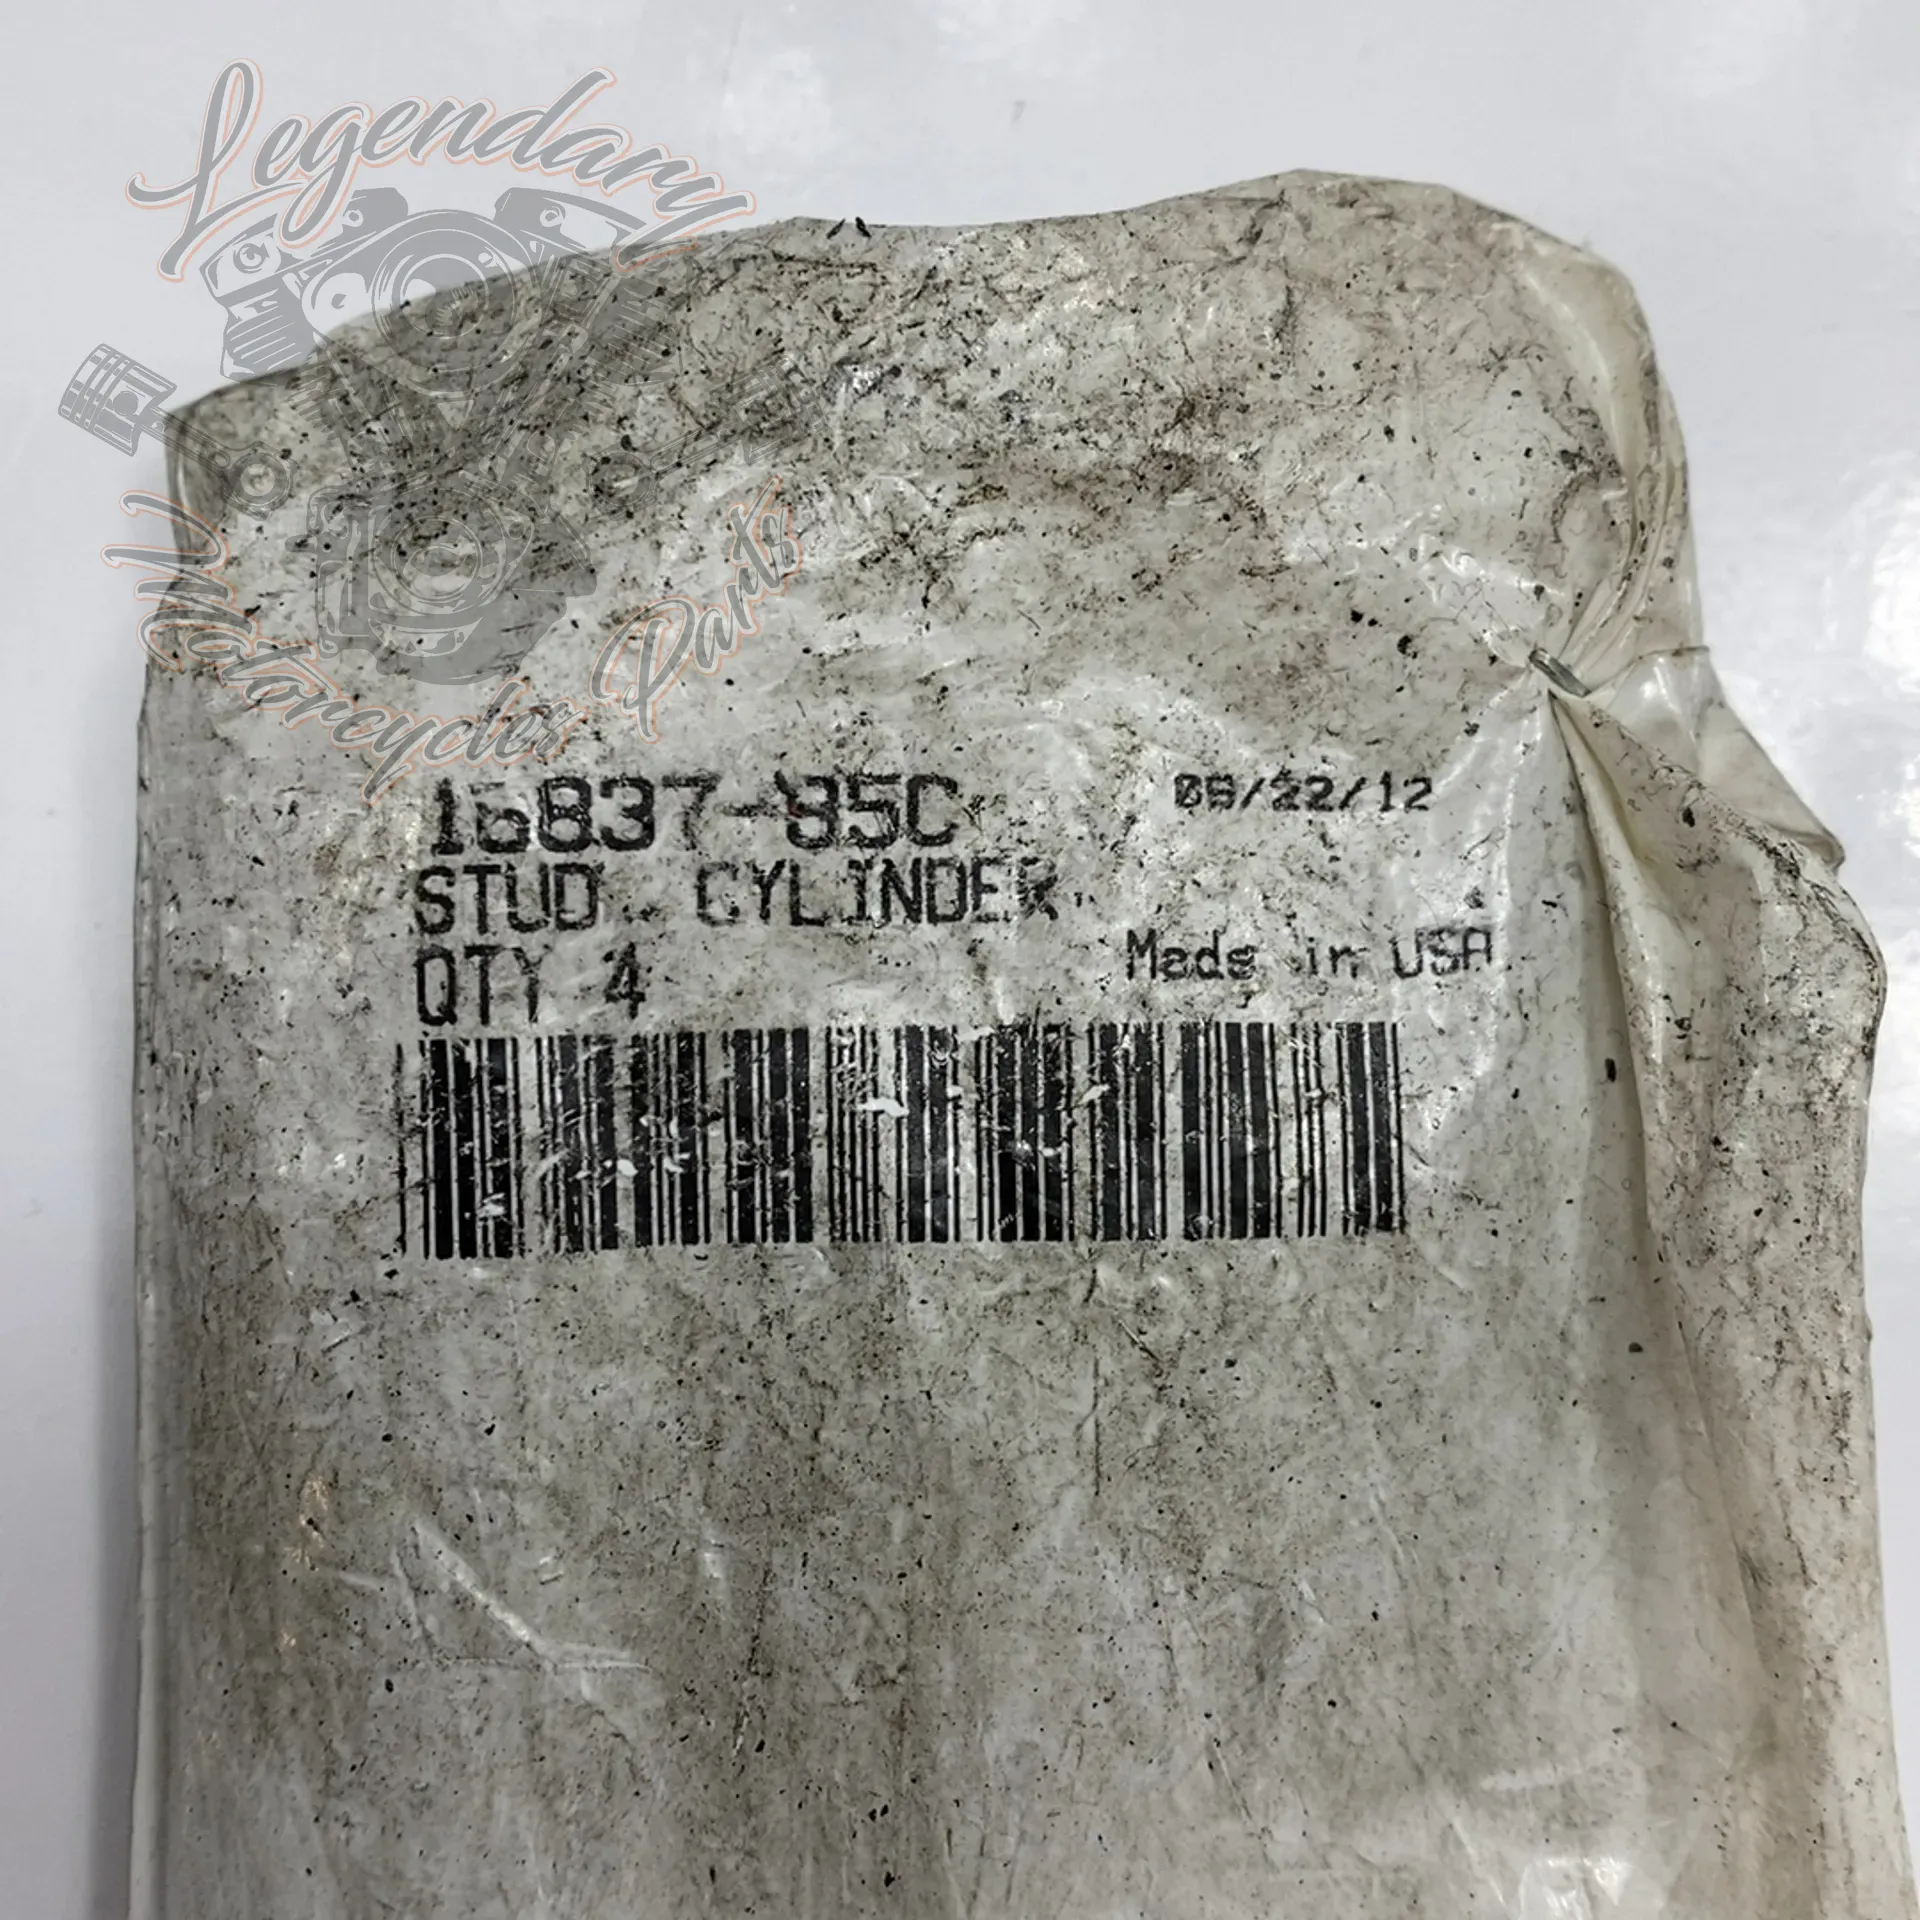 Legendary
Motorcycles Parts
16837-85C 08/22/12
STUD, CYLINDER
QTY 4 Made in USA